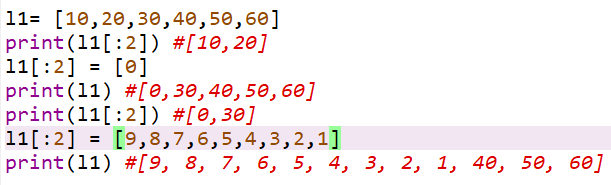 l1= [10,20,30,40,50,60]
print(l1[:2]) #[10,20]
l1[:2] = [0]
print(l1) #[0,30,40,50,60]
print(l1[:2]) #[0,30]
l1[:2] = [9,8,7,6,5,4,3,2,1]
print(l1) #[9, 8, 7, 6, 5, 4, 3, 2, 1, 40, 50, 60]